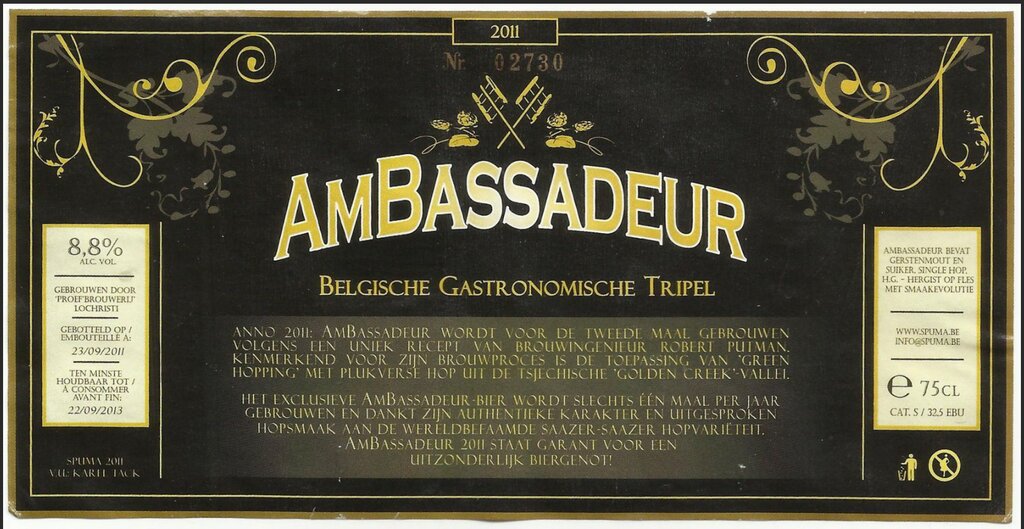 2011
Nr 02730
AMBASSADEUR
BELGISCHE GASTRONOMISCHE TRIPEL
8,8%
ALC. VOL.
GEBROUWEN DOOR
'PROEFBROUWERIJ'
LOCHRISTI
GEBOTTELD OP /
EMBOUTEILLÉ À:
23/09/2011
TEN MINSTE
HOUDBAAR TOT /
À CONSOMMER
AVANT FIN:
22/09/2013
SPUMA 2011
V.U.: KAREL TACK
ANNO 2011: AMBASSADEUR WORDT VOOR DE TWEEDE MAAL GEBROUWEN
VOLGENS EEN UNIEK RECEPT VAN BROUWINGENIEUR ROBERT PUTMAN.
KENMERKEND VOOR ZIJN BROUWPROCES IS DE TOEPASSING VAN 'GREEN
HOPPING' MET PLUKVERSE HOP UIT DE TSJECHISCHE 'GOLDEN CREEK'-VALLEI.
HET EXCLUSIEVE AMBASSADEUR-BIER WORDT SLECHTS ÉÉN MAAL PER JAAR
GEBROUWEN EN DANKT ZIJN AUTHENTIEKE KARAKTER EN UITGESPROKEN
HOPSMAAK AAN DE WERELDBEFAAMDE SAAZER-SAAZER HOPVARIËTEIT.
AMBASSADEUR 2011 STAAT GARANT VOOR EEN
UITZONDERLIJK BIERGENOT!
AMBASSADEUR BEVAT
GERSTENMOUT EN
SUIKER, SINGLE HOP,
H.G. - HERGIST OP FLES
MET SMAAKEVOLUTIE
WWW.SPUMA.BE
INFO@SPUMA.BE
e 75CL
CAT. S / 32,5 EBU